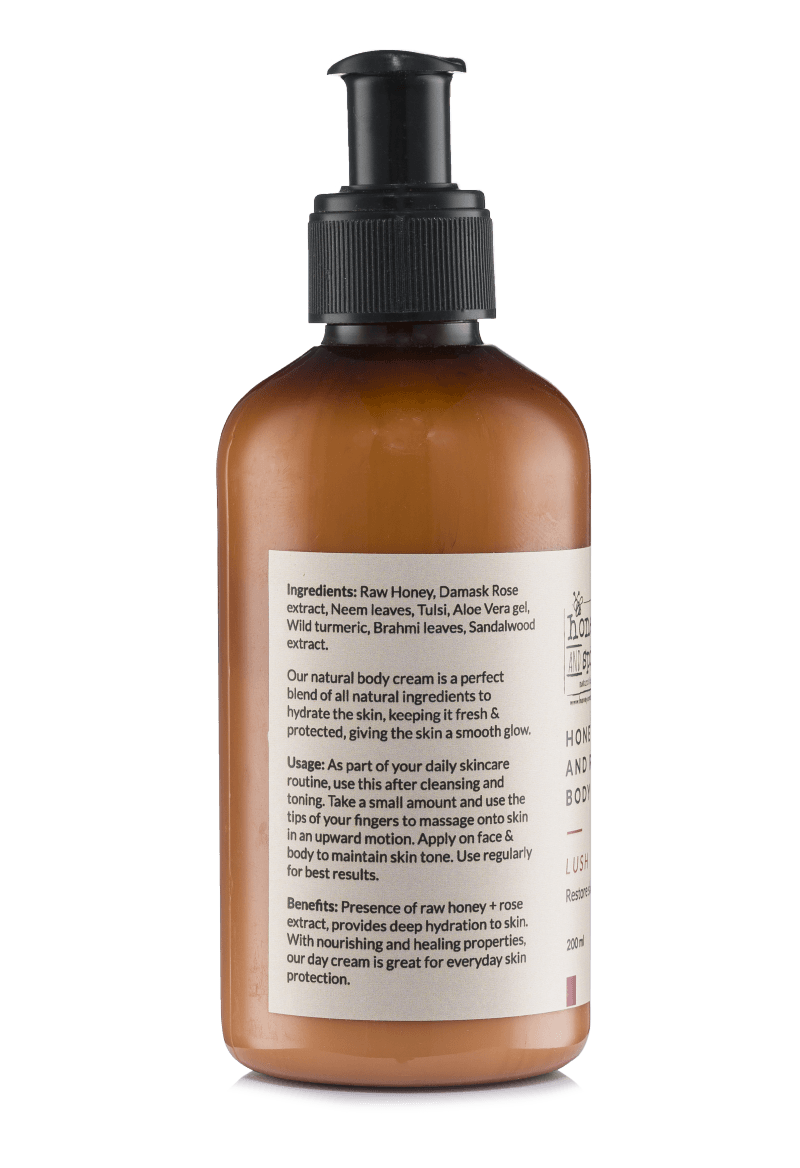 Ingredients: Raw Honey, Damask Rose
extract, Neem leaves, Tulsi, Aloe Vera gel,
Wild turmeric, Brahmi leaves, Sandalwood
extract.
Our natural body cream is a perfect
blend of all natural ingredients to
hydrate the skin, keeping it fresh &
protected, giving the skin a smooth glow.
Usage: As part of your daily skincare
routine, use this after cleansing and
toning. Take a small amount and use the
tips of your fingers to massage onto skin
in an upward motion. Apply on face &
body to maintain skin tone. Use regularly
for best results.
Benefits: Presence of raw honey + rose
extract, provides deep hydration to skin.
With nourishing and healing properties,
our day cream is great for everyday skin
protection.
AND
HONE
AND
BODY
LUSH
200 ml